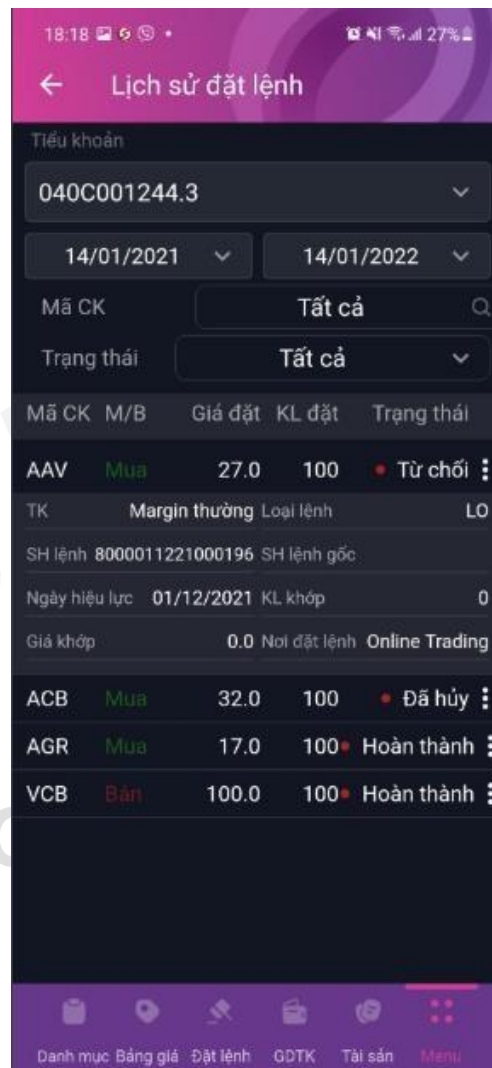 18:18 27%
Lịch sử đặt lệnh
Tiểu khoản
040C001244.3
14/01/2021 14/01/2022
Mã CK Tất cả
Trạng thái Tất cả
Mã CK M/B Giá đặt KL đặt Trạng thái
AAV Mua 27.0 100 Từ chối
TK Margin thường Loại lệnh LO
SH lệnh 8000011221000196 SH lệnh gốc
Ngày hiệu lực 01/12/2021 KL khớp 0
Giá khớp 0.0 Nơi đặt lệnh Online Trading
ACB Mua 32.0 100 Đã hủy
AGR Mua 17.0 100 Hoàn thành
VCB Bán 100.0 100 Hoàn thành
Danh mục Bảng giá Đặt lệnh GDTK Tài sản Menu